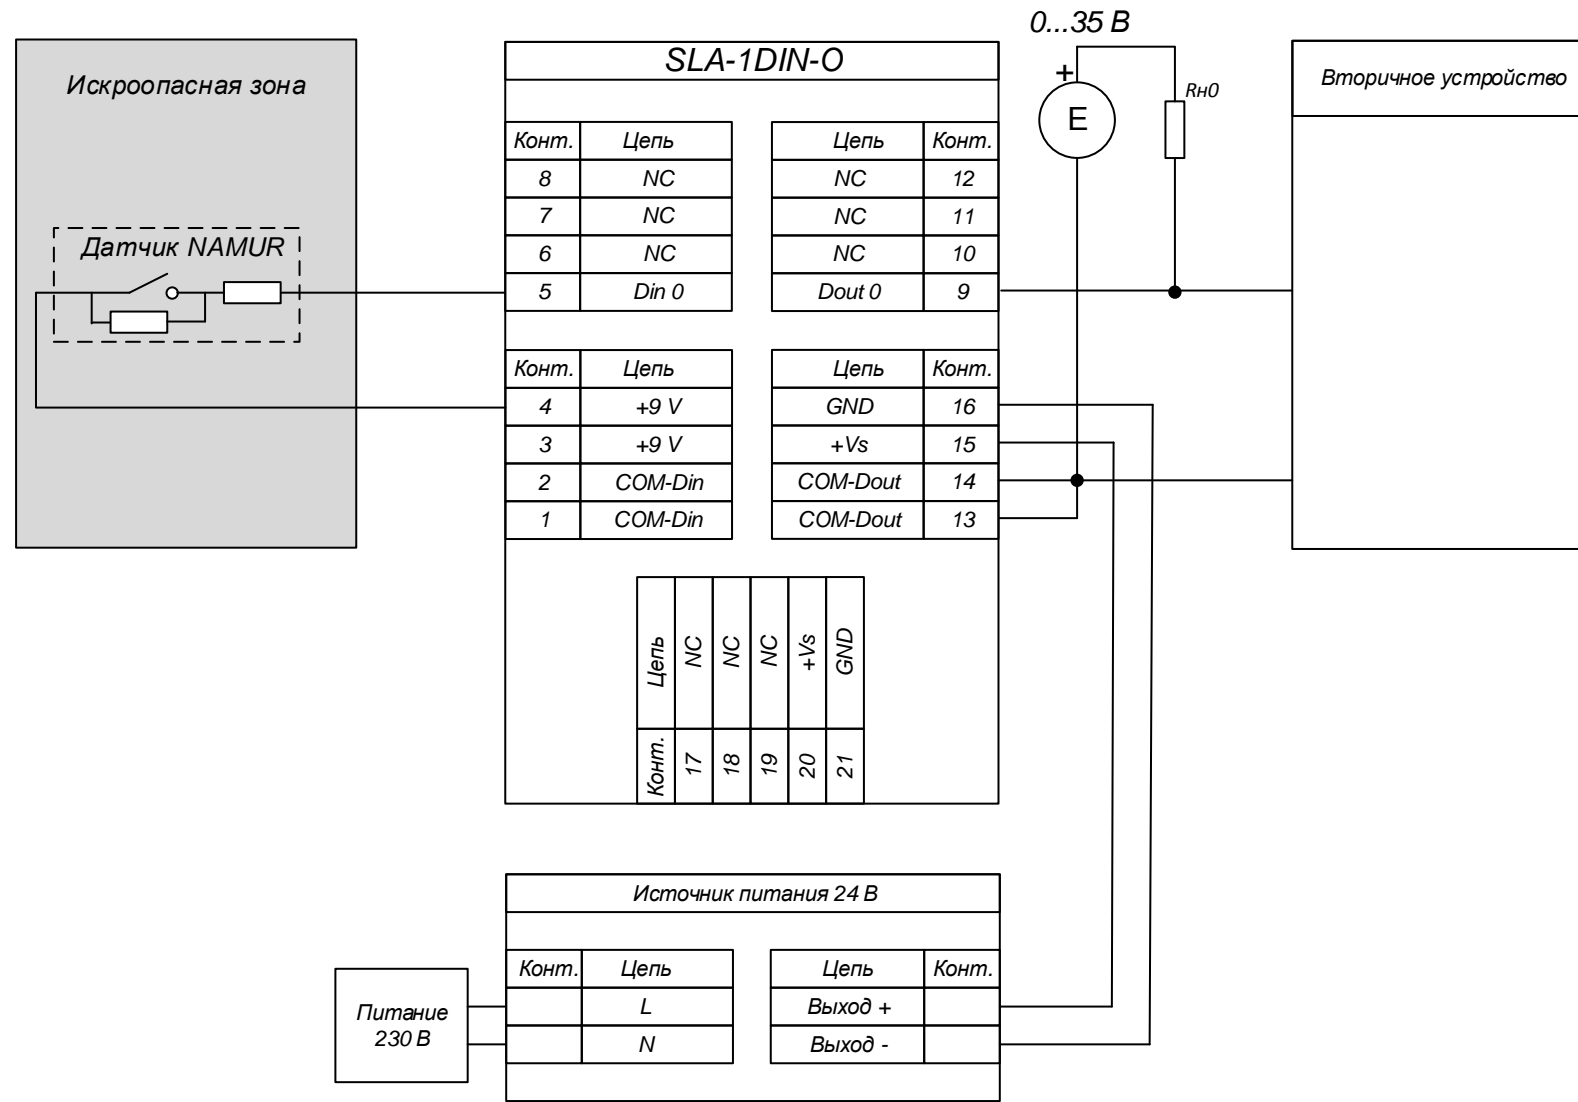 0...35 В
SLA-1DIN-O
Искроопасная зона
Вторичное устройство
+
E
Rн0
Конт. Цепь Цепь Конт.
8 NC NC 12
7 NC NC 11
6 NC NC 10
5 Din 0 Dout 0 9
Датчик NAMUR
Конт. Цепь Цепь Конт.
4 +9 V GND 16
3 +9 V +Vs 15
2 COM-Din COM-Dout 14
1 COM-Din COM-Dout 13
Цепь NC NC NC +Vs GND
Конт. 17 18 19 20 21
Источник питания 24 В
Конт. Цепь Цепь Конт.
L Выход +
N Выход -
Питание
230 В